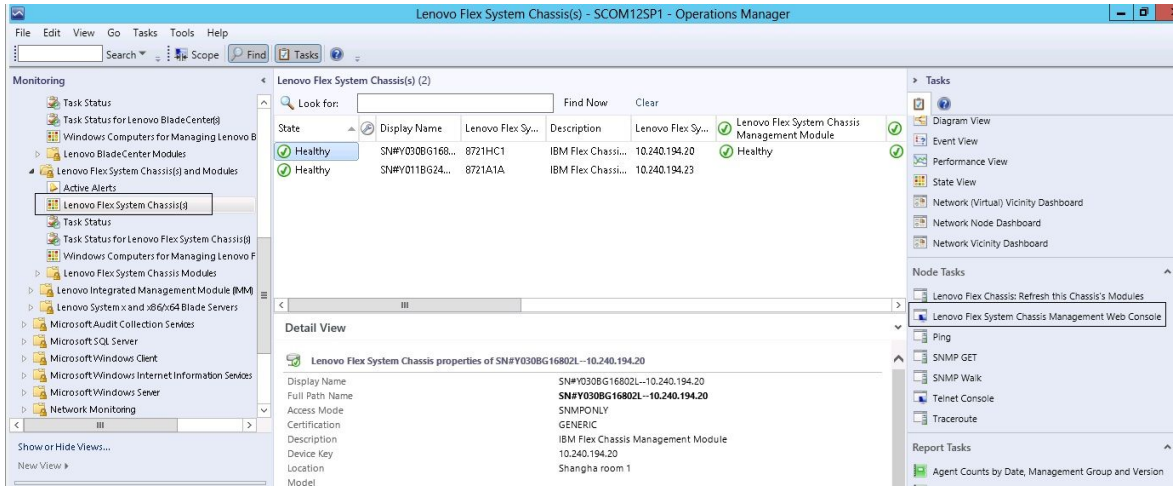 Lenovo Flex System Chassis(s) - SCOM12SP1 - Operations Manager
File Edit View Go Tasks Tools Help
Search Scope Find Tasks
Monitoring
Task Status
Task Status for Lenovo BladeCenter(s)
Windows Computers for Managing Lenovo B
Lenovo BladeCenter Modules
Lenovo Flex System Chassis(s) and Modules
Active Alerts
Lenovo Flex System Chassis(s)
Task Status
Task Status for Lenovo Flex System Chassis(s)
Windows Computers for Managing Lenovo F
Lenovo Flex System Chassis Modules
Lenovo Integrated Management Module (IMM)
Lenovo System x and x86/x64 Blade Servers
Microsoft Audit Collection Services
Microsoft SQL Server
Microsoft Windows Client
Microsoft Windows Internet Information Services
Microsoft Windows Server
Network Monitoring
Show or Hide Views...
New View
Lenovo Flex System Chassis(s) (2)
Look for: Find Now Clear
State Display Name Lenovo Flex Sy... Description Lenovo Flex Sy... Lenovo Flex System Chassis
Management Module
Healthy SN#Y030BG168... 8721HC1 IBM Flex Chassi... 10.240.194.20 Healthy
Healthy SN#Y011BG24... 8721A1A IBM Flex Chassi... 10.240.194.23
Detail View
Lenovo Flex System Chassis properties of SN#Y030BG16802L--10.240.194.20
Display Name SN#Y030BG16802L--10.240.194.20
Full Path Name SN#Y030BG16802L--10.240.194.20
Access Mode SNMPONLY
Certification GENERIC
Description IBM Flex Chassis Management Module
Device Key 10.240.194.20
Location Shangha room 1
Model
Tasks
Diagram View
Event View
Performance View
State View
Network (Virtual) Vicinity Dashboard
Network Node Dashboard
Network Vicinity Dashboard
Node Tasks
Lenovo Flex Chassis: Refresh this Chassis's Modules
Lenovo Flex System Chassis Management Web Console
Ping
SNMP GET
SNMP Walk
Telnet Console
Traceroute
Report Tasks
Agent Counts by Date, Management Group and Version